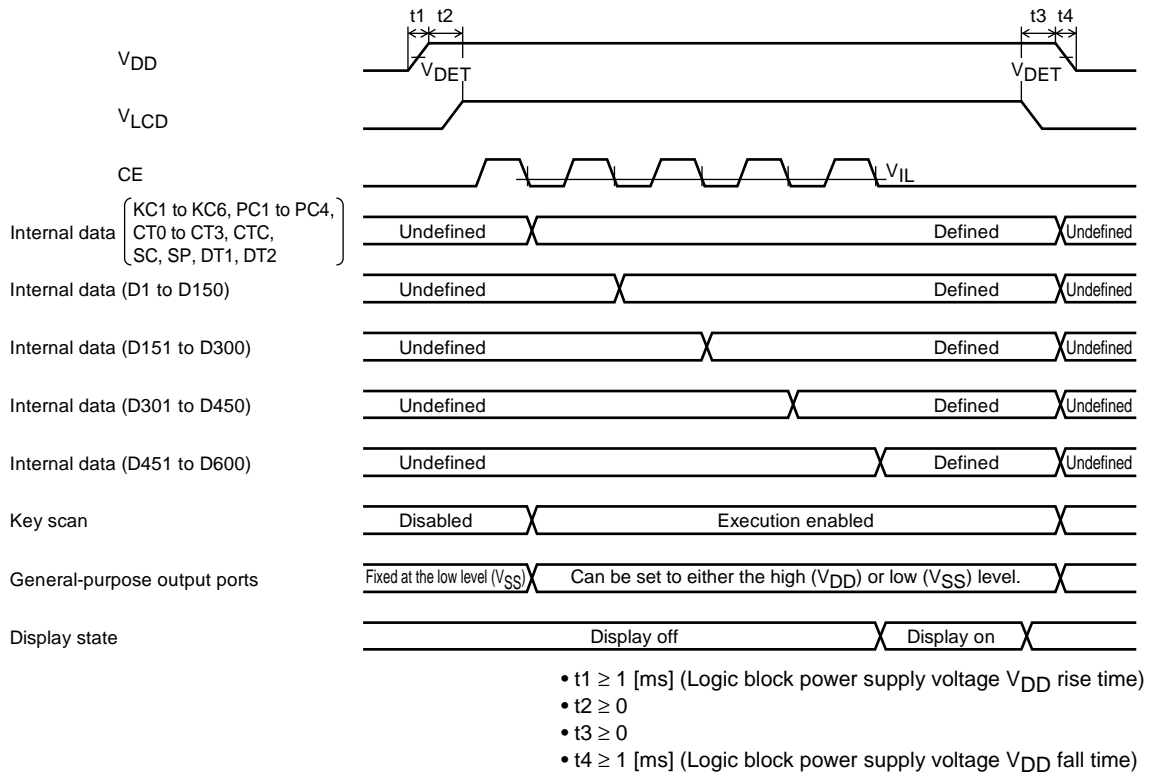 t1 t2 t3 t4
VDD
VDET VDET
VLCD
CE
VIL
Internal data
KC1 to KC6, PC1 to PC4,
CT0 to CT3, CTC,
SC, SP, DT1, DT2
Undefined Defined Undefined
Internal data (D1 to D150) Undefined Defined Undefined
Internal data (D151 to D300) Undefined Defined Undefined
Internal data (D301 to D450) Undefined Defined Undefined
Internal data (D451 to D600) Undefined Defined Undefined
Key scan Disabled Execution enabled
General-purpose output ports Fixed at the low level (VSS) Can be set to either the high (VDD) or low (VSS) level.
Display state Display off Display on
• t1 ≥ 1 [ms] (Logic block power supply voltage VDD rise time)
• t2 ≥ 0
• t3 ≥ 0
• t4 ≥ 1 [ms] (Logic block power supply voltage VDD fall time)